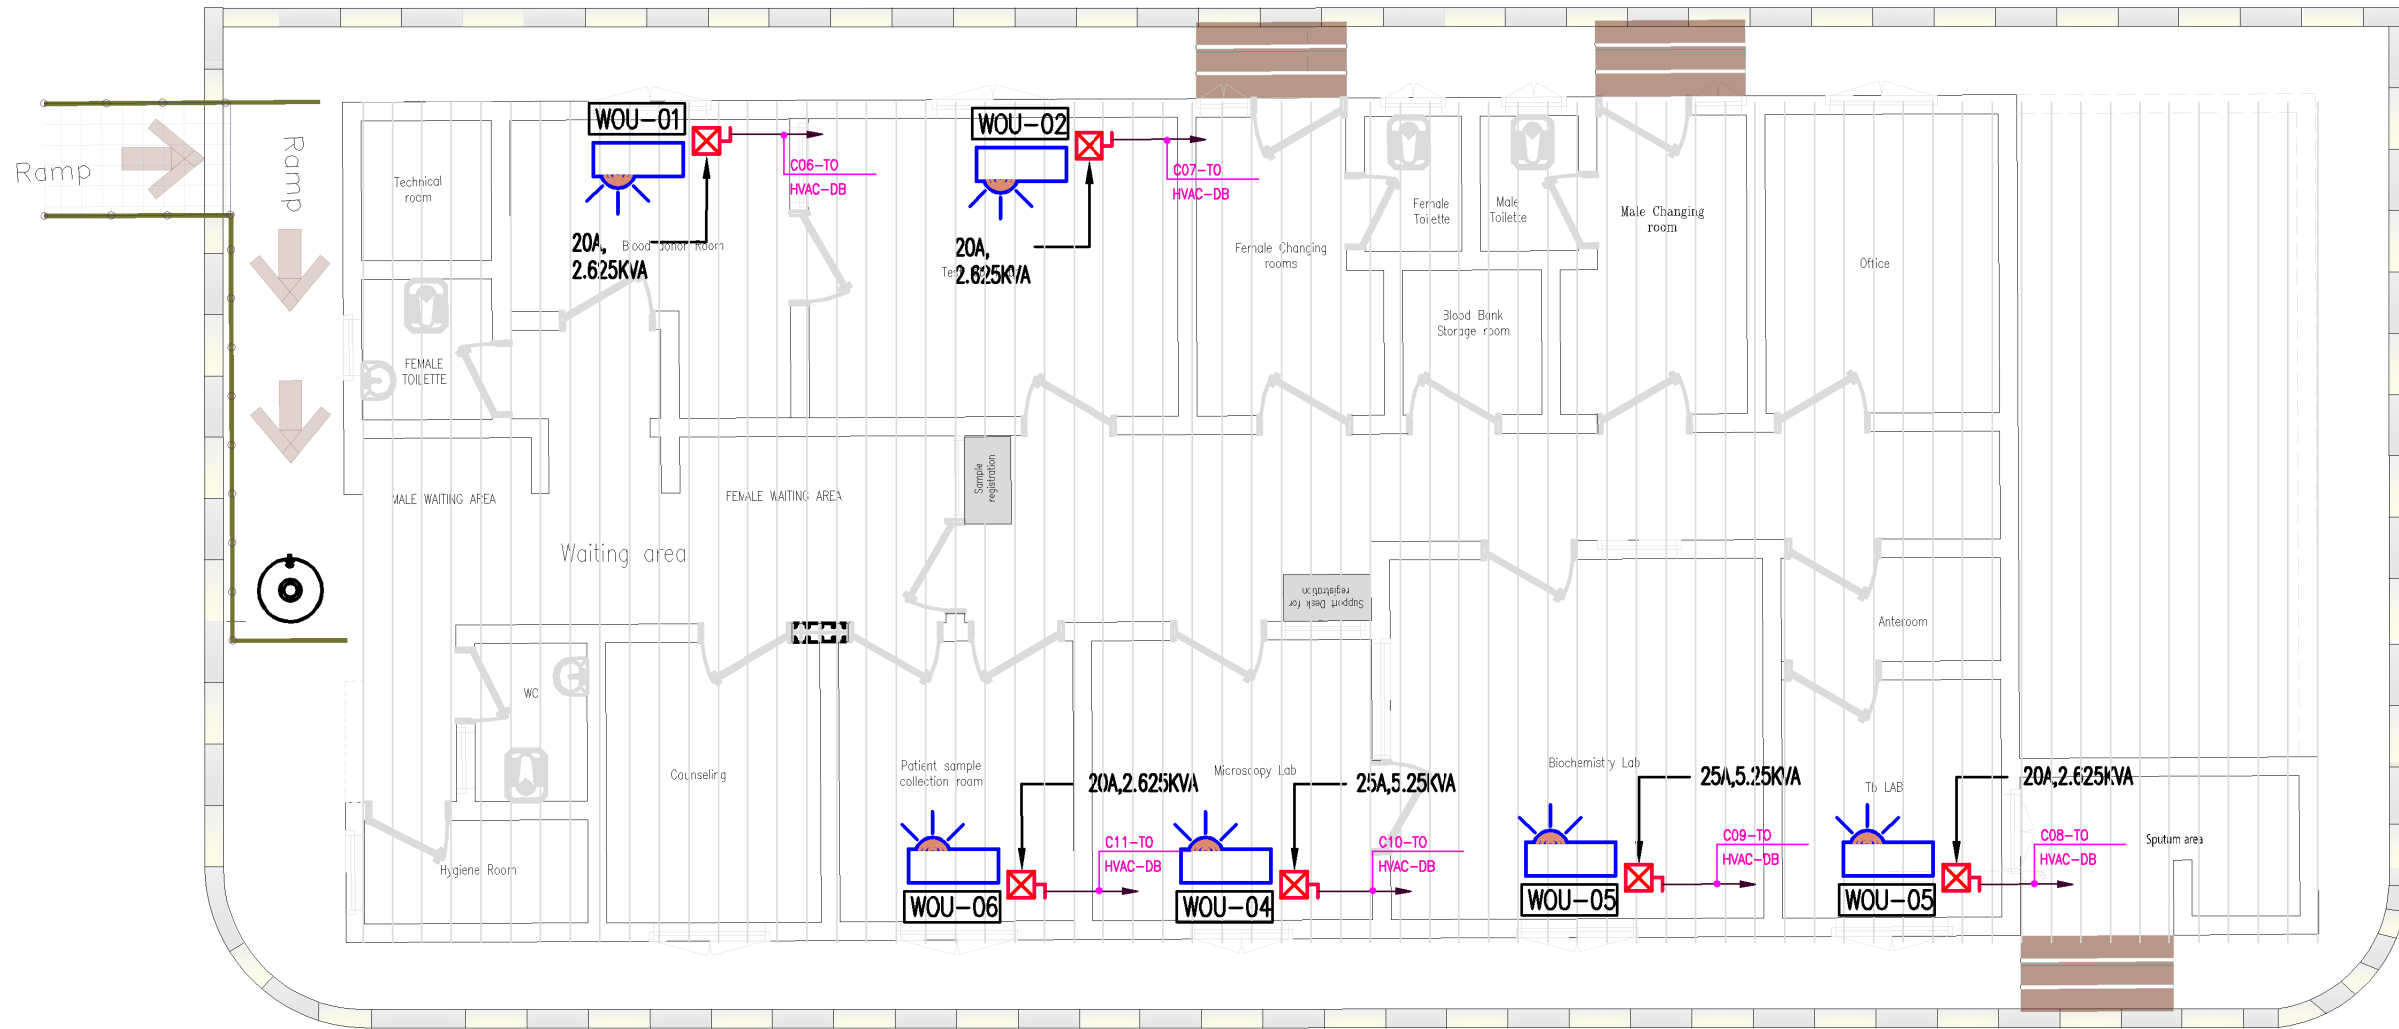 Ramp
Ramp
WOU-01
C06-TO
HVAC-DB
20A,
2.625KVA
Blood donor Room
Technical
room
FEMALE
TOILETTE
WOU-02
C07-TO
HVAC-DB
20A,
2.625KVA
Female Changing
rooms
Female
Toilette
Male
Toilette
Male Changing
room
Blood Bank
Storage room
Office
MALE WAITING AREA
FEMALE WAITING AREA
Sample
registration
Waiting area
Support Desk for
registration
Anteroom
WC
Counseling
Hygiene Room
Patient sample
collection room
20A,2.625KVA
C11-TO
HVAC-DB
WOU-06
Microscopy Lab
25A,5.25KVA
C10-TO
HVAC-DB
WOU-04
Biochemistry Lab
25A,5.25KVA
C09-TO
HVAC-DB
WOU-05
Tb LAB
20A,2.625KVA
C08-TO
HVAC-DB
WOU-05
Sputum area